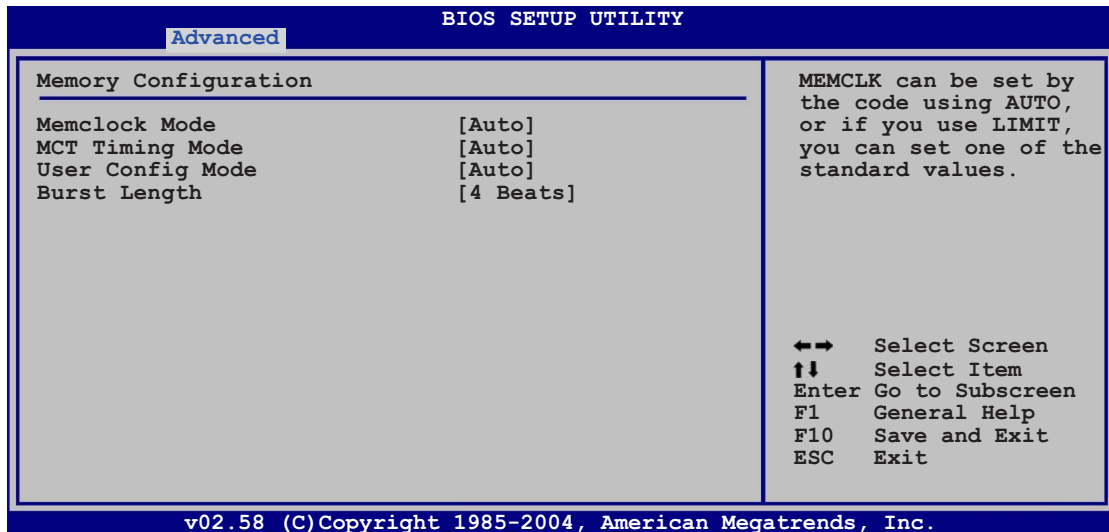 BIOS SETUP UTILITY
Advanced
Memory Configuration
Memclock Mode [Auto]
MCT Timing Mode [Auto]
User Config Mode [Auto]
Burst Length [4 Beats]
MEMCLK can be set by
the code using AUTO,
or if you use LIMIT,
you can set one of the
standard values.
←→ Select Screen
↑↓ Select Item
Enter Go to Subscreen
F1 General Help
F10 Save and Exit
ESC Exit
v02.58 (C)Copyright 1985-2004, American Megatrends, Inc.